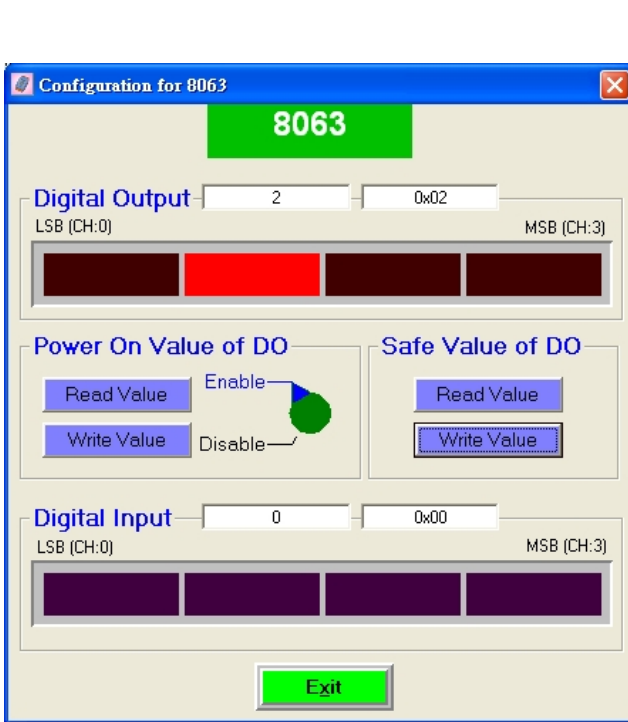 Configuration for 8063
8063
Digital Output 2 0x02
LSB (CH:0) MSB (CH:3)
Power On Value of DO
Read Value
Write Value
Enable
Disable
Safe Value of DO
Read Value
Write Value
Digital Input 0 0x00
LSB (CH:0) MSB (CH:3)
Exit